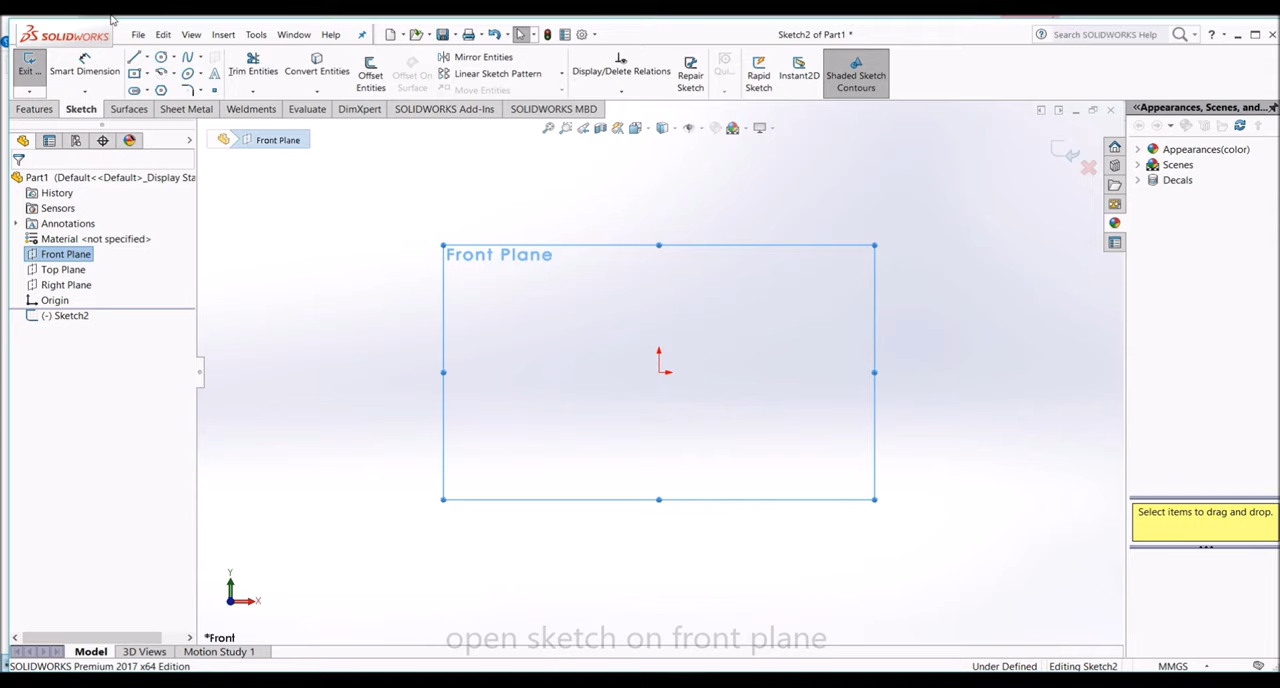 SOLIDWORKS File Edit View Insert Tools Window Help Sketch2 of Part1 * Search SOLIDWORKS Help ?
Exit ... Smart Dimension Trim Entities Convert Entities Offset Entities Offset On Surface Mirror Entities Linear Sketch Pattern Move Entities Display/Delete Relations Repair Sketch Qui... Rapid Sketch Instant2D Shaded Sketch Contours
Features Sketch Surfaces Sheet Metal Weldments Evaluate DimXpert SOLIDWORKS Add-Ins SOLIDWORKS MBD
Appearances, Scenes, and...
Front Plane
Appearances(color)
Scenes
Decals
Part1 (Default<<Default>_Display Sta
History
Sensors
Annotations
Material <not specified>
Front Plane
Top Plane
Right Plane
Origin
(-) Sketch2
Front Plane
Select items to drag and drop.
Y
X
*Front
open sketch on front plane
Model 3D Views Motion Study 1
SOLIDWORKS Premium 2017 x64 Edition Under Defined Editing Sketch2 MMGS